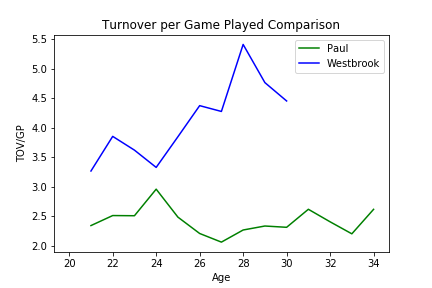 Turnover per Game Played Comparison
Paul
Westbrook
TOV/GP
5.5
5.0
4.5
4.0
3.5
3.0
2.5
2.0
20 22 24 26 28 30 32 34
Age